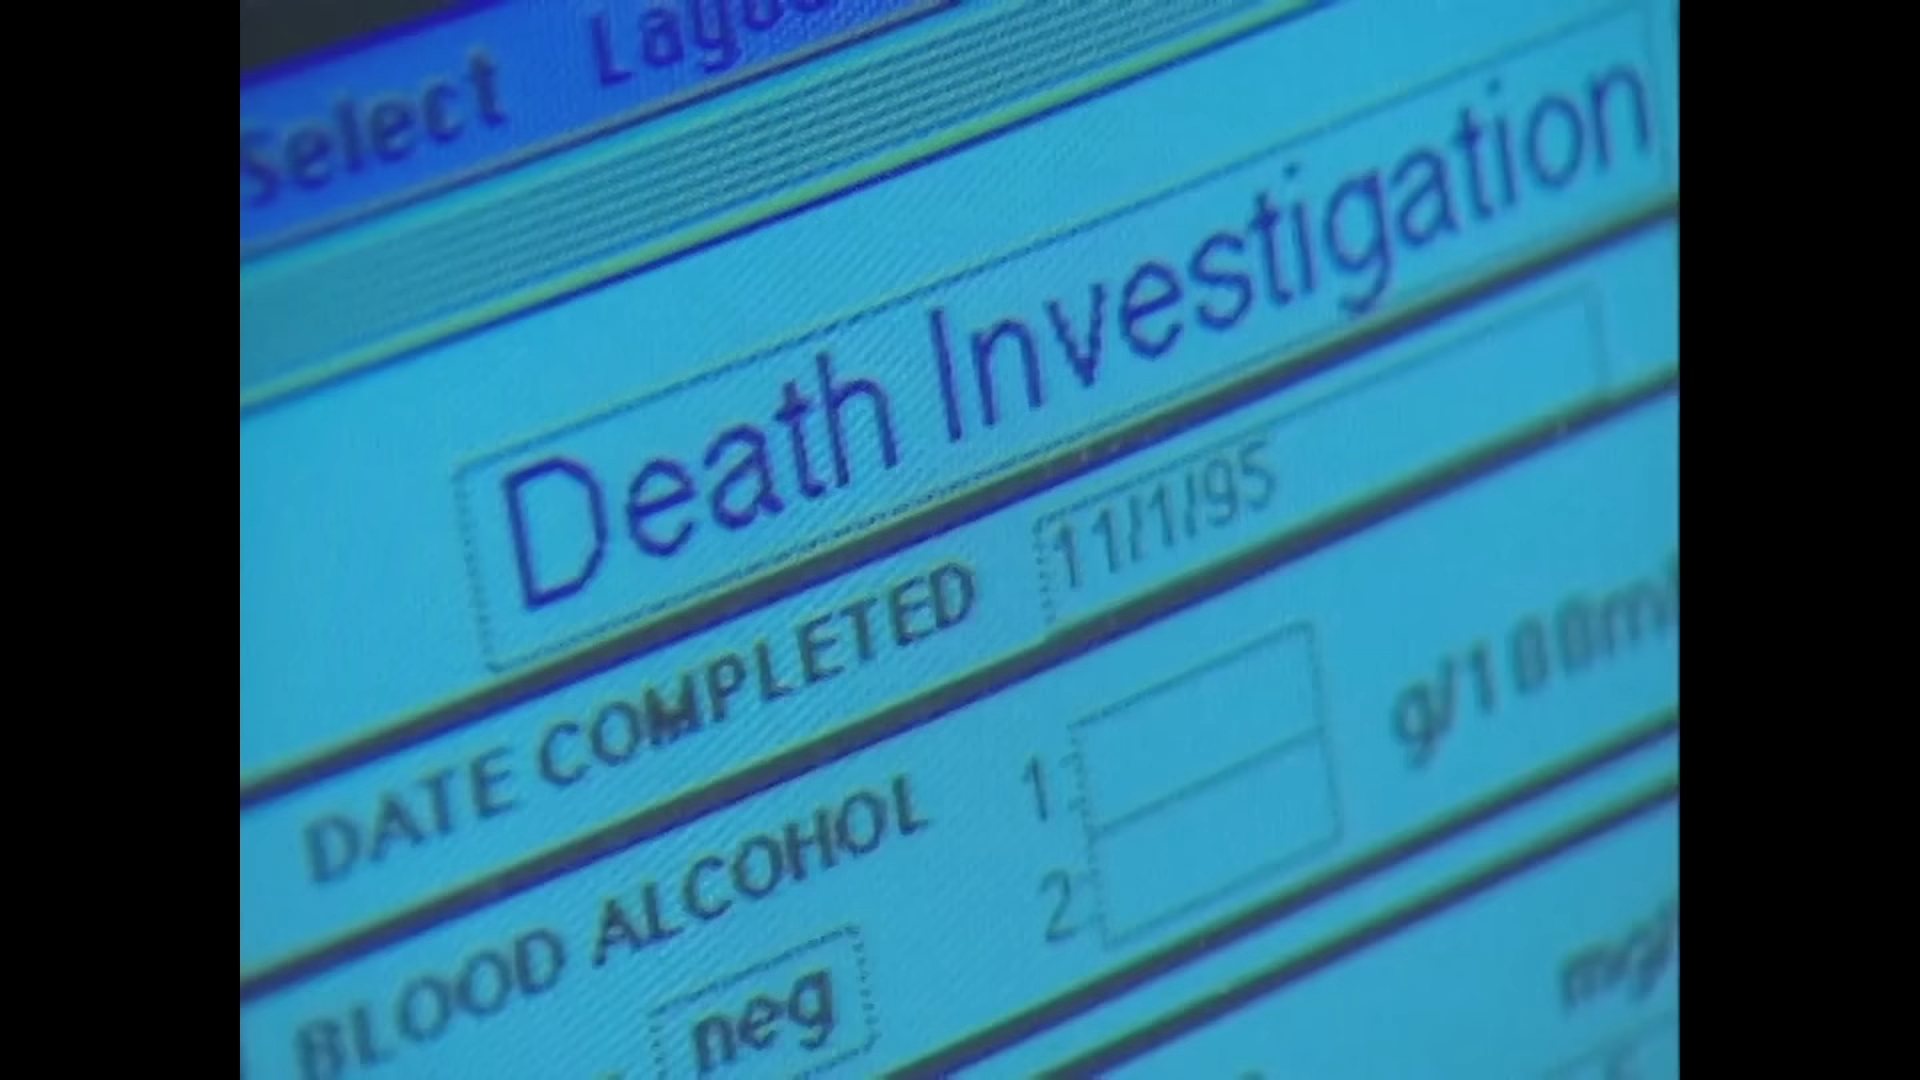 Select
Death Investigation
DATE COMPLETED 11/1/95
BLOOD ALCOHOL 1 g/100ml
2
neg